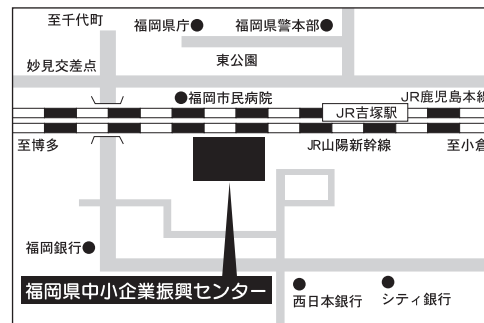 至千代町
福岡県庁●
福岡県警本部●
妙見交差点
東公園
●福岡市民病院
JR鹿児島本線
JR吉塚駅
至博多
JR山陽新幹線
至小倉
福岡銀行●
福岡県中小企業振興センター
西日本銀行
シティ銀行